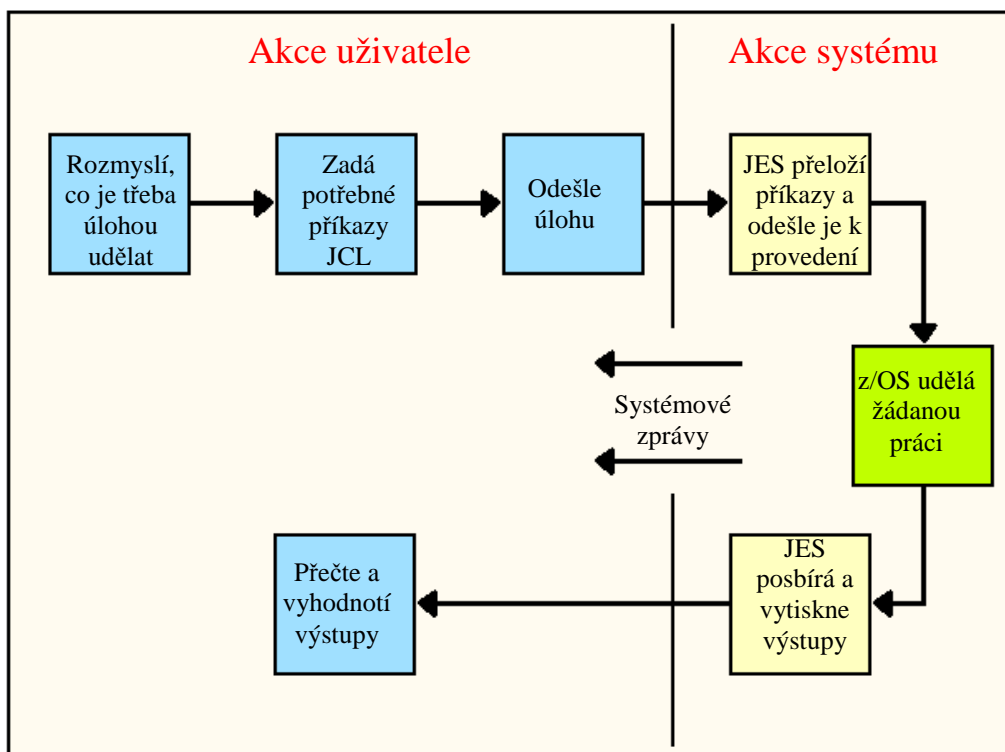 Akce uživatele
Akce systému
Rozmyslí,
co je třeba
úlohou
udělat
Zadá
potřebné
příkazy
JCL
Odešle
úlohu
JES přeloží
příkazy a
odešle je k
provedení
z/OS udělá
žádanou
práci
Systémové
zprávy
JES
posbírá a
vytiskne
výstupy
Přečte a
vyhodnotí
výstupy